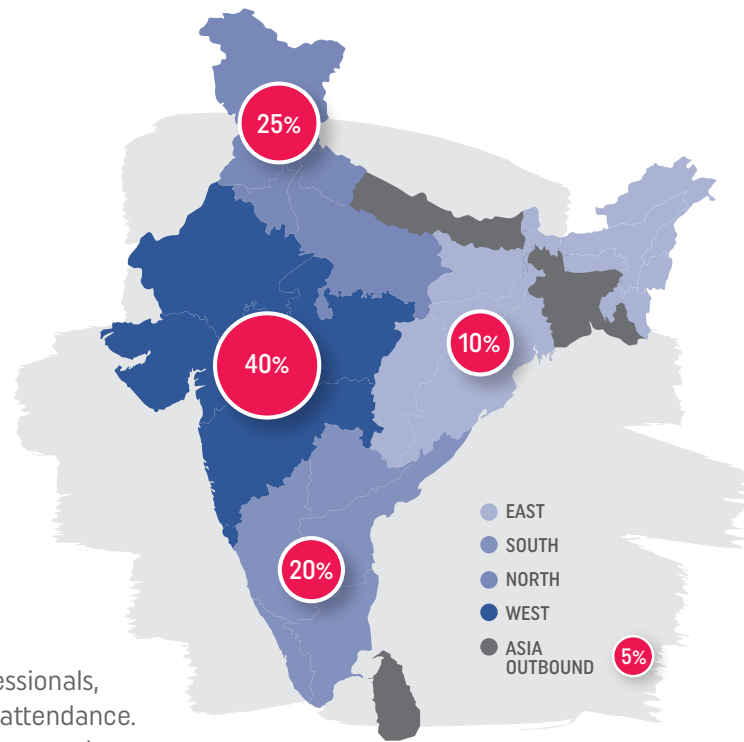 25%
40%
10%
20%
EAST
SOUTH
NORTH
WEST
ASIA
OUTBOUND
5%
essionals,
attendance.